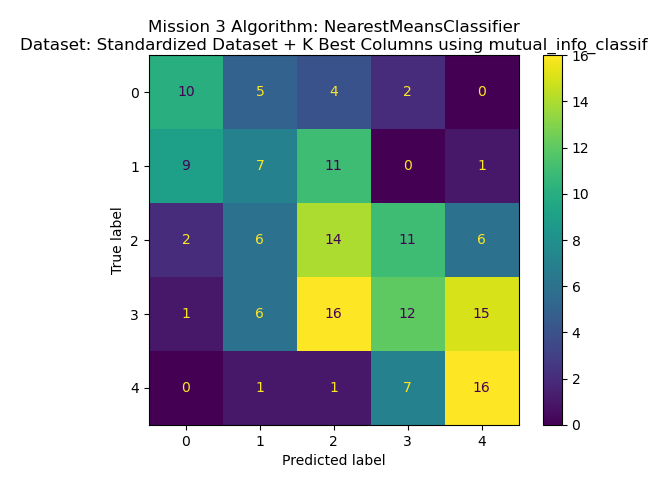 Mission 3 Algorithm: NearestMeansClassifier
Dataset: Standardized Dataset + K Best Columns using mutual_info_classif
0 10 5 4 2 0
1 9 7 11 0 1
2 2 6 14 11 6
3 1 6 16 12 15
4 0 1 1 7 16
0 1 2 3 4
Predicted label
True label
16
14
12
10
8
6
4
2
0